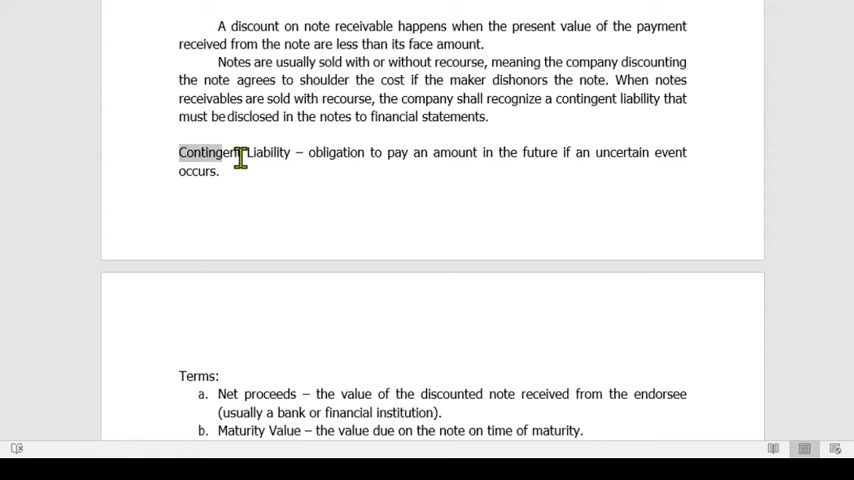 A discount on note receivable happens when the present value of the payment
received from the note are less than its face amount.
Notes are usually sold with or without recourse, meaning the company discounting
the note agrees to shoulder the cost if the maker dishonors the note. When notes
receivables are sold with recourse, the company shall recognize a contingent liability that
must be disclosed in the notes to financial statements.
Contingent Liability – obligation to pay an amount in the future if an uncertain event
occurs.
Terms:
a. Net proceeds – the value of the discounted note received from the endorsee
(usually a bank or financial institution).
b. Maturity Value – the value due on the note on time of maturity.